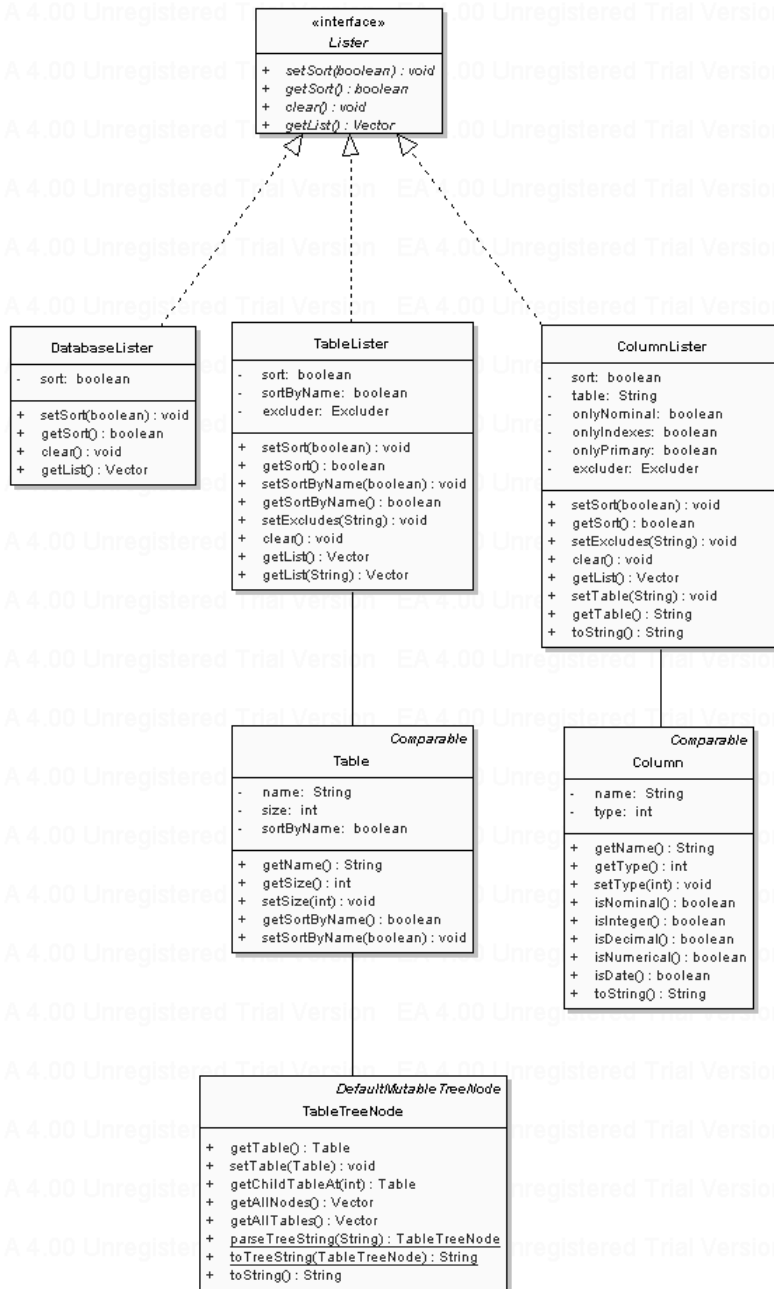 «interface»
Lister
+ setSort(boolean) : void
+ getSort() : boolean
+ clear() : void
+ getList() : Vector
DatabaseLister
- sort: boolean
+ setSort(boolean) : void
+ getSort() : boolean
+ clear() : void
+ getList() : Vector
TableLister
- sort: boolean
- sortByName: boolean
- excluder: Excluder
+ setSort(boolean) : void
+ getSort() : boolean
+ setSortByName(boolean) : void
+ getSortByName() : boolean
+ setExcludes(String) : void
+ clear() : void
+ getList() : Vector
+ getList(String) : Vector
ColumnLister
- sort: boolean
- table: String
- onlyNominal: boolean
- onlyIndexes: boolean
- onlyPrimary: boolean
- excluder: Excluder
+ setSort(boolean) : void
+ getSort() : boolean
+ setExcludes(String) : void
+ clear() : void
+ getList() : Vector
+ setTable(String) : void
+ getTable() : String
+ toString() : String
Comparable
Table
- name: String
- size: int
- sortByName: boolean
+ getName() : String
+ getSize() : int
+ setSize(int) : void
+ getSortByName() : boolean
+ setSortByName(boolean) : void
Comparable
Column
- name: String
- type: int
+ getName() : String
+ getType() : int
+ setType(int) : void
+ isNominal() : boolean
+ isInteger() : boolean
+ isDecimal() : boolean
+ isNumerical() : boolean
+ isDate() : boolean
+ toString() : String
DefaultMutableTreeNode
TableTreeNode
+ getTable() : Table
+ setTable(Table) : void
+ getChildTableAt(int) : Table
+ getAllNodes() : Vector
+ getAllTables() : Vector
+ parseTreeString(String) : TableTreeNode
+ toTreeString(TableTreeNode) : String
+ toString() : String